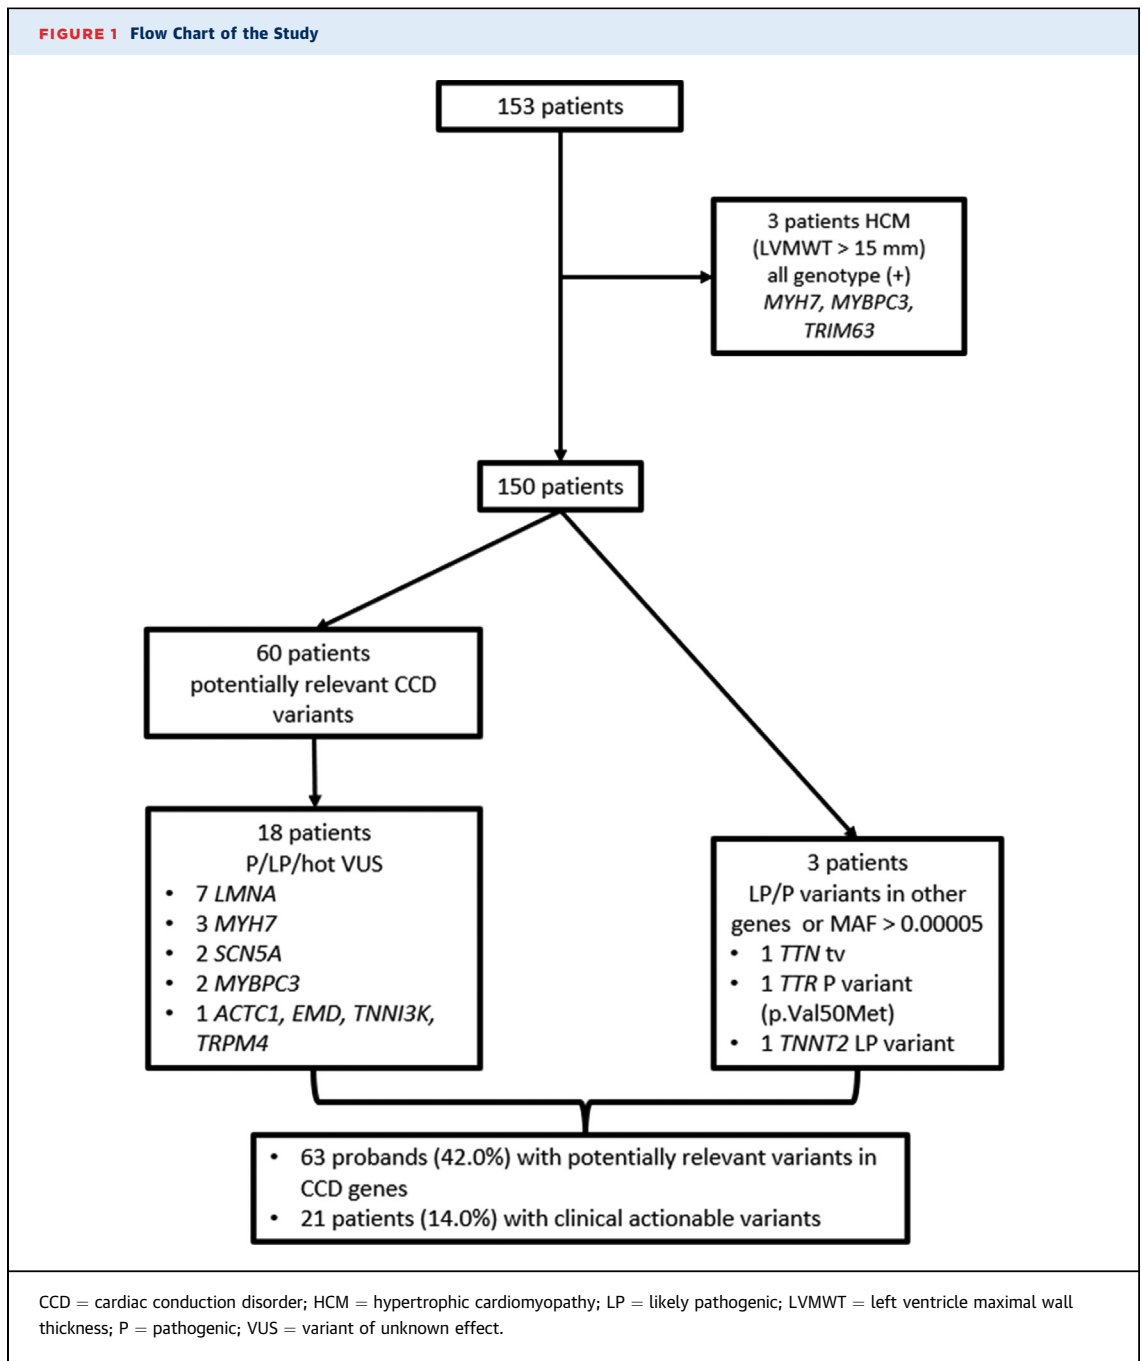 FIGURE 1 Flow Chart of the Study
153 patients
3 patients HCM
(LVMWT > 15 mm)
all genotype (+)
MYH7, MYBPC3,
TRIM63
150 patients
60 patients
potentially relevant CCD
variants
18 patients
P/LP/hot VUS
• 7 LMNA
• 3 MYH7
• 2 SCN5A
• 2 MYBPC3
• 1 ACTC1, EMD, TNNI3K,
TRPM4
3 patients
LP/P variants in other
genes or MAF > 0.00005
• 1 TTN tv
• 1 TTR P variant
(p.Val50Met)
• 1 TNNT2 LP variant
• 63 probands (42.0%) with potentially relevant variants in
CCD genes
• 21 patients (14.0%) with clinical actionable variants
CCD = cardiac conduction disorder; HCM = hypertrophic cardiomyopathy; LP = likely pathogenic; LVMWT = left ventricle maximal wall
thickness; P = pathogenic; VUS = variant of unknown effect.